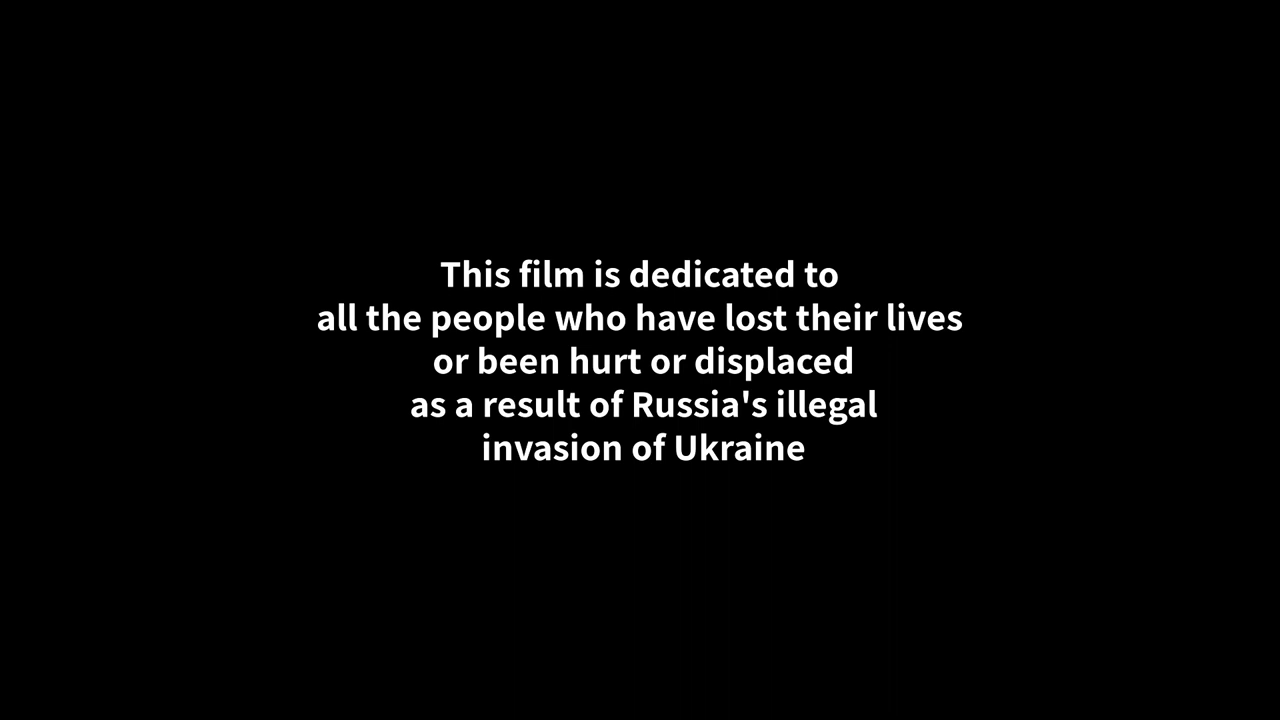 This film is dedicated to
all the people who have lost their lives
or been hurt or displaced
as a result of Russia's illegal
invasion of Ukraine